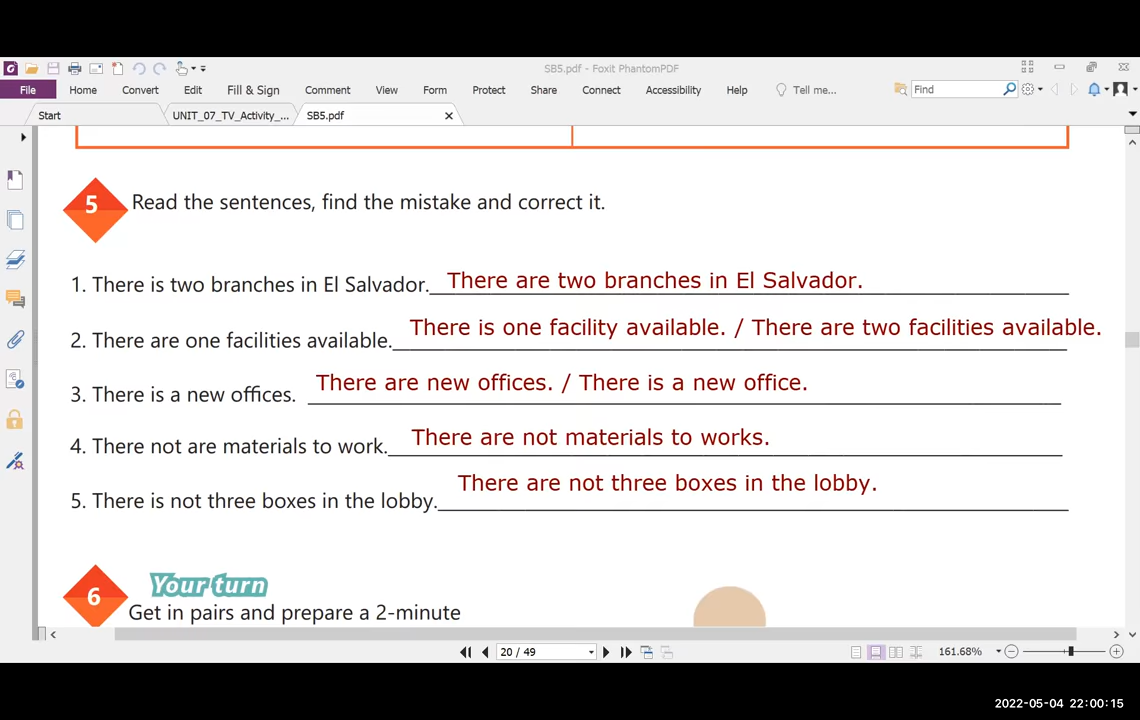 SB5.pdf - Foxit PhantomPDF
File Home Convert Edit Fill & Sign Comment View Form Protect Share Connect Accessibility Help Tell me... Find
Start UNIT_07_TV_Activity_... SB5.pdf
5 Read the sentences, find the mistake and correct it.
1. There is two branches in El Salvador. There are two branches in El Salvador.
2. There are one facilities available. There is one facility available. / There are two facilities available.
3. There is a new offices. There are new offices. / There is a new office.
4. There not are materials to work. There are not materials to works.
5. There is not three boxes in the lobby. There are not three boxes in the lobby.
6 Your turn
Get in pairs and prepare a 2-minute
20 / 49 161.68%
2022-05-04 22:00:15